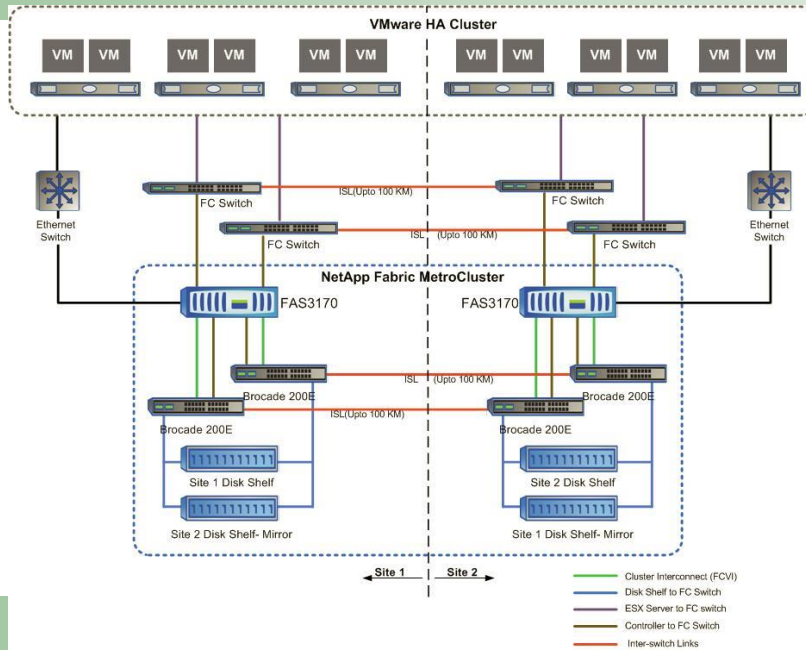 VMware HA Cluster
VM VM VM VM VM VM VM VM VM VM VM VM
Ethernet
Switch
FC Switch
ISL(Upto 100 KM)
FC Switch
Ethernet
Switch
FC Switch
ISL (Upto 100 KM)
FC Switch
NetApp Fabric MetroCluster
FAS3170
FAS3170
Brocade 200E
ISL (Upto 100 KM)
Brocade 200E
Brocade 200E
ISL(Upto 100 KM)
Brocade 200E
Site 1 Disk Shelf
Site 2 Disk Shelf
Site 2 Disk Shelf- Mirror
Site 1 Disk Shelf- Mirror
Site 1
Site 2
Cluster Interconnect (FCVI)
Disk Shelf to FC Switch
ESX Server to FC switch
Controller to FC Switch
Inter-switch Links